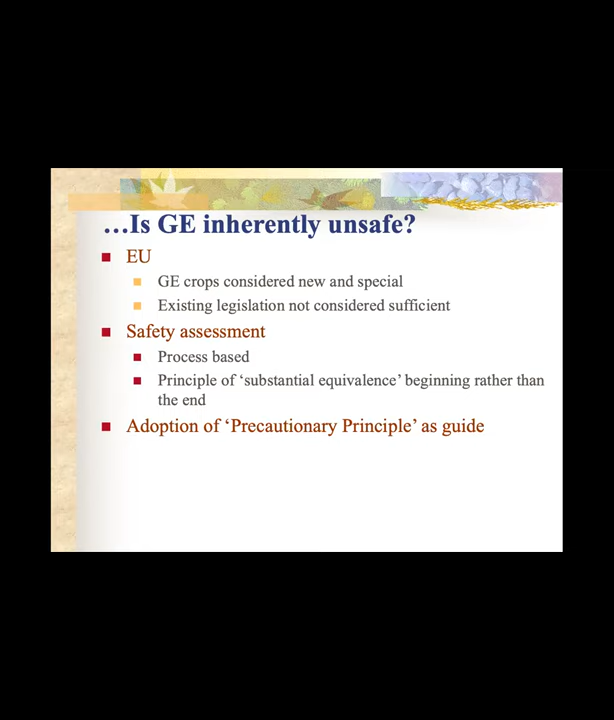 …Is GE inherently unsafe?
EU
GE crops considered new and special
Existing legislation not considered sufficient
Safety assessment
Process based
Principle of ‘substantial equivalence’ beginning rather than
the end
Adoption of ‘Precautionary Principle’ as guide